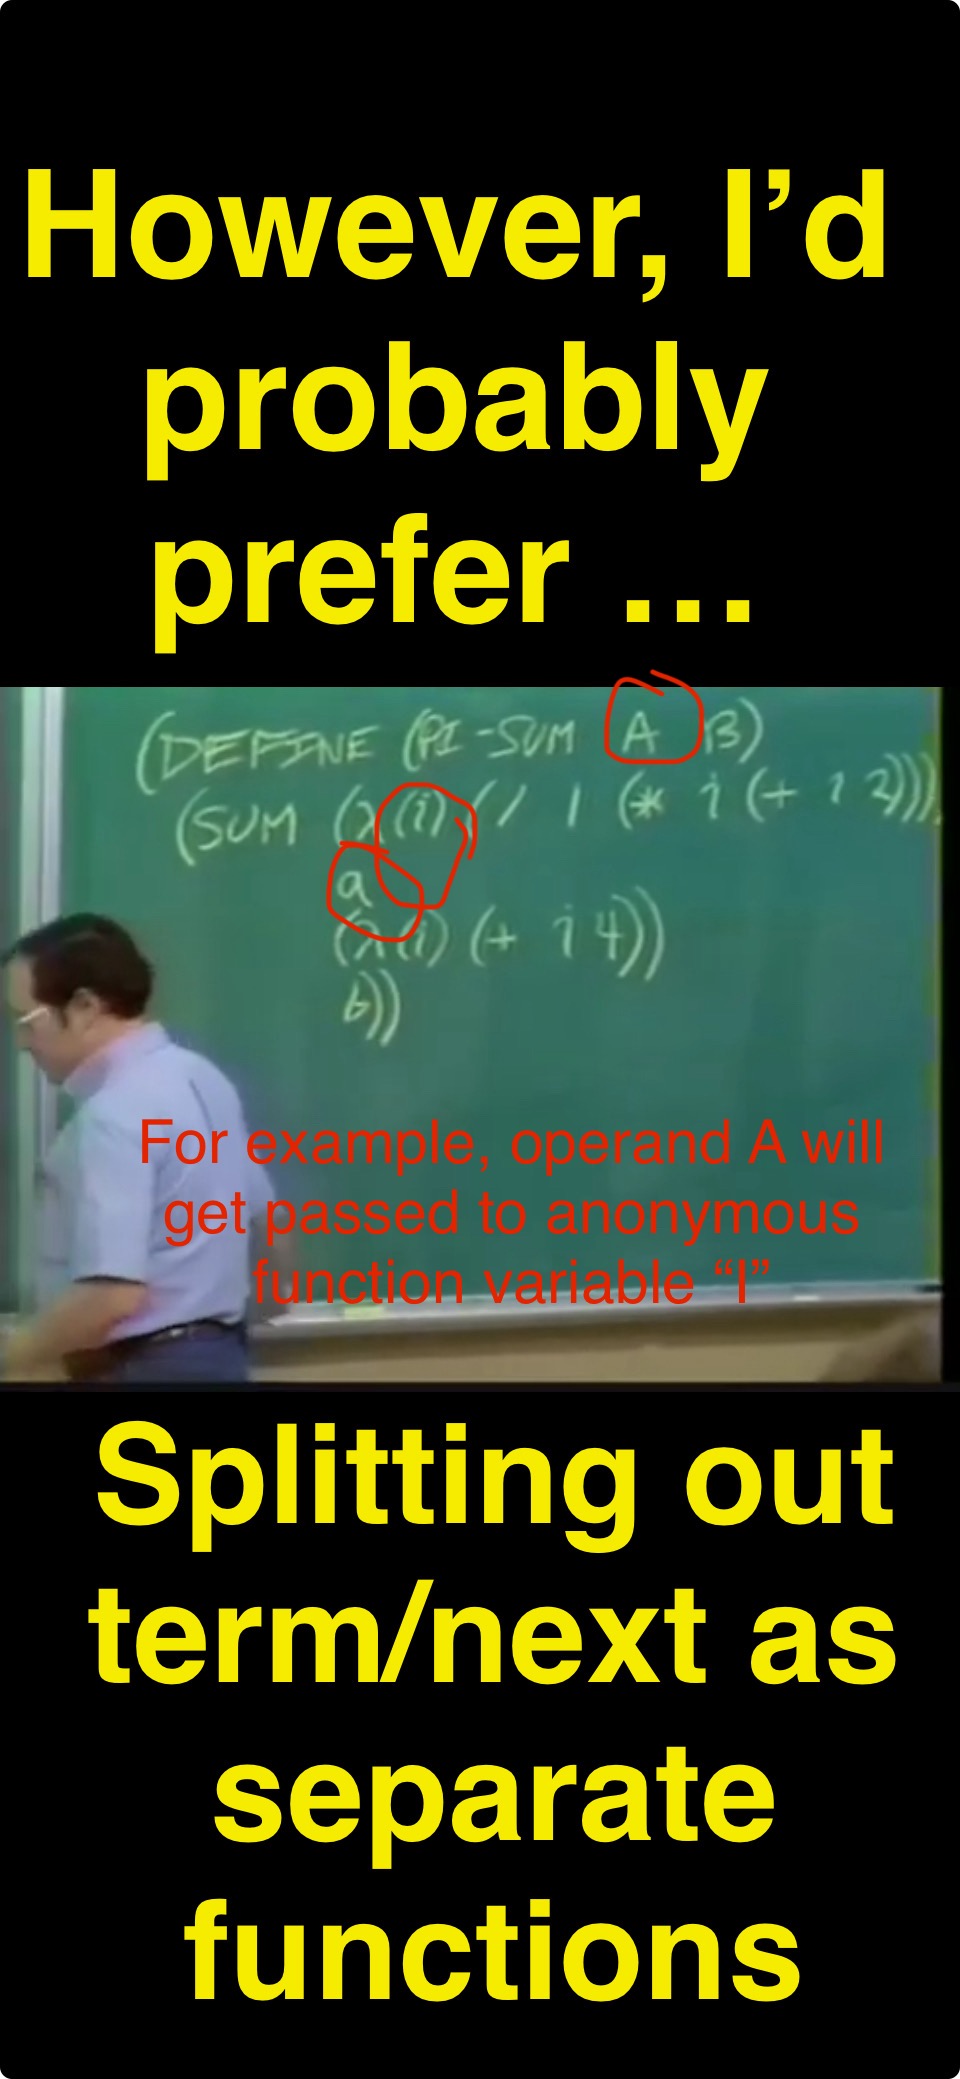 However, I’d
probably
prefer …
(DEFINE (PI-SUM A B)
(SUM (λ(i) (/ 1 (* i (+ i 2))))
a
(λ(i) (+ i 4))
b))
For example, operand A will
get passed to anonymous
function variable “I”
Splitting out
term/next as
separate
functions